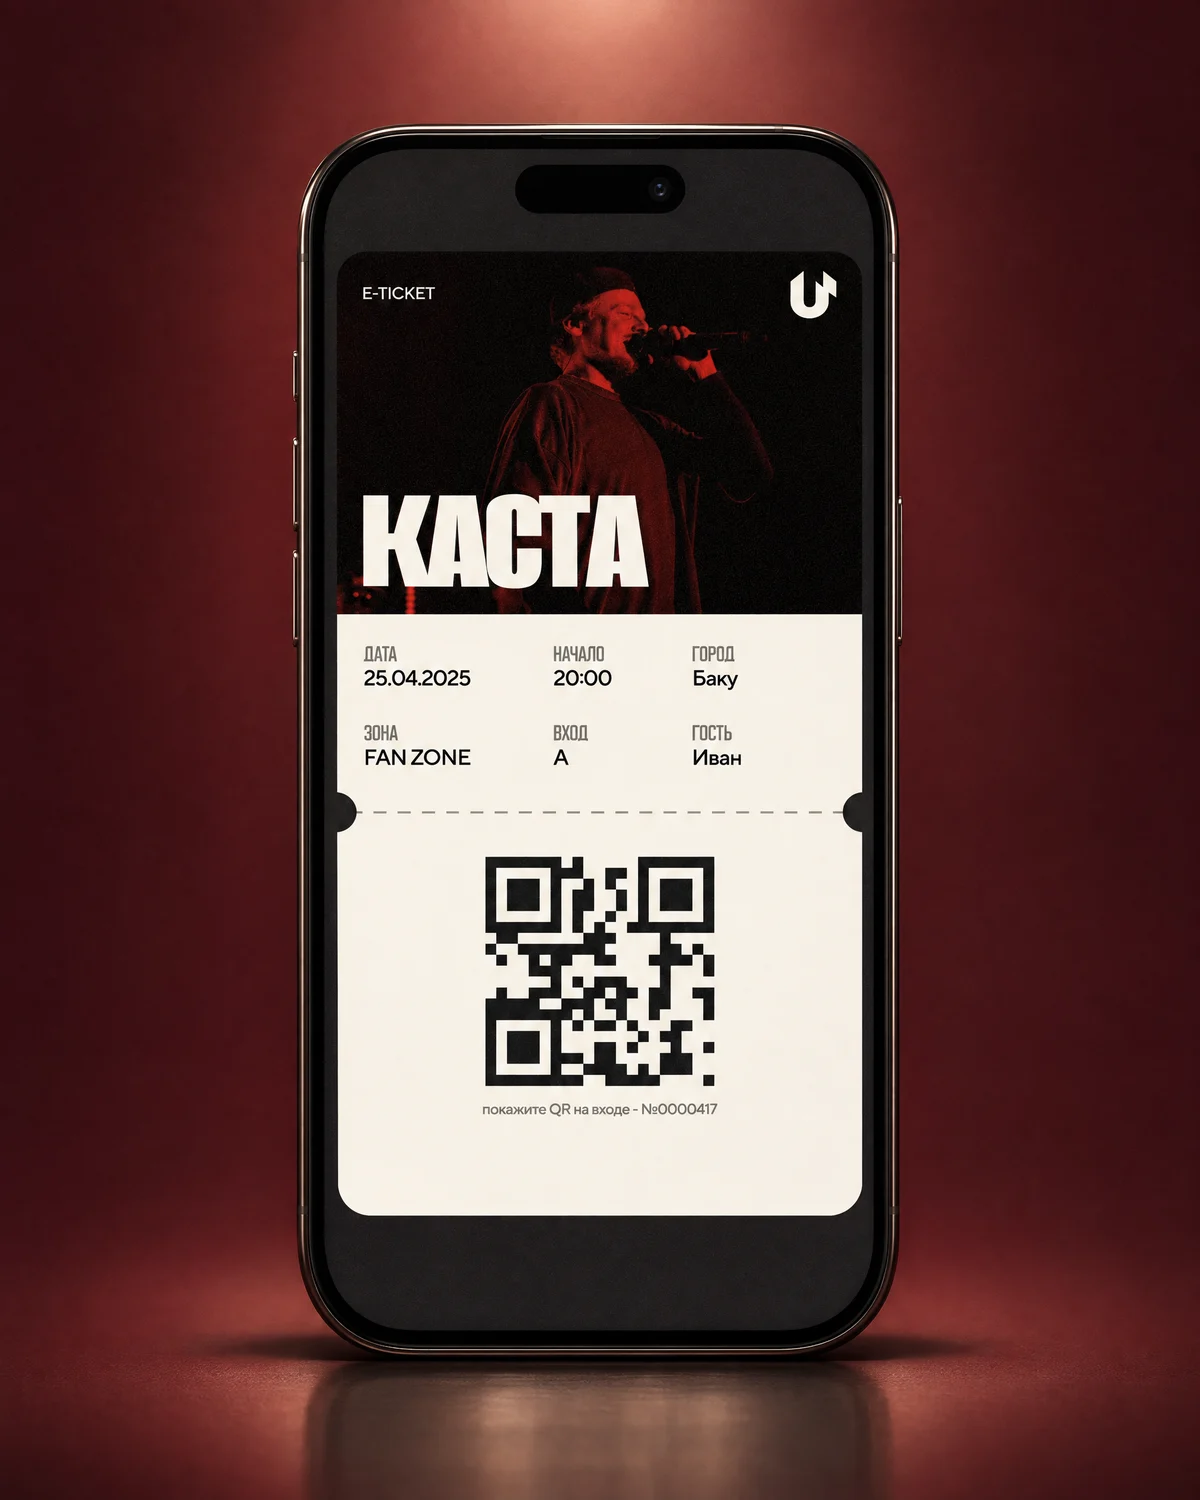 E-TICKET
КАСТА
ДАТА НАЧАЛО ГОРОД
25.04.2025 20:00 Баку
ЗОНА ВХОД ГОСТЬ
FAN ZONE A Иван
покажите QR на входе - №0000417